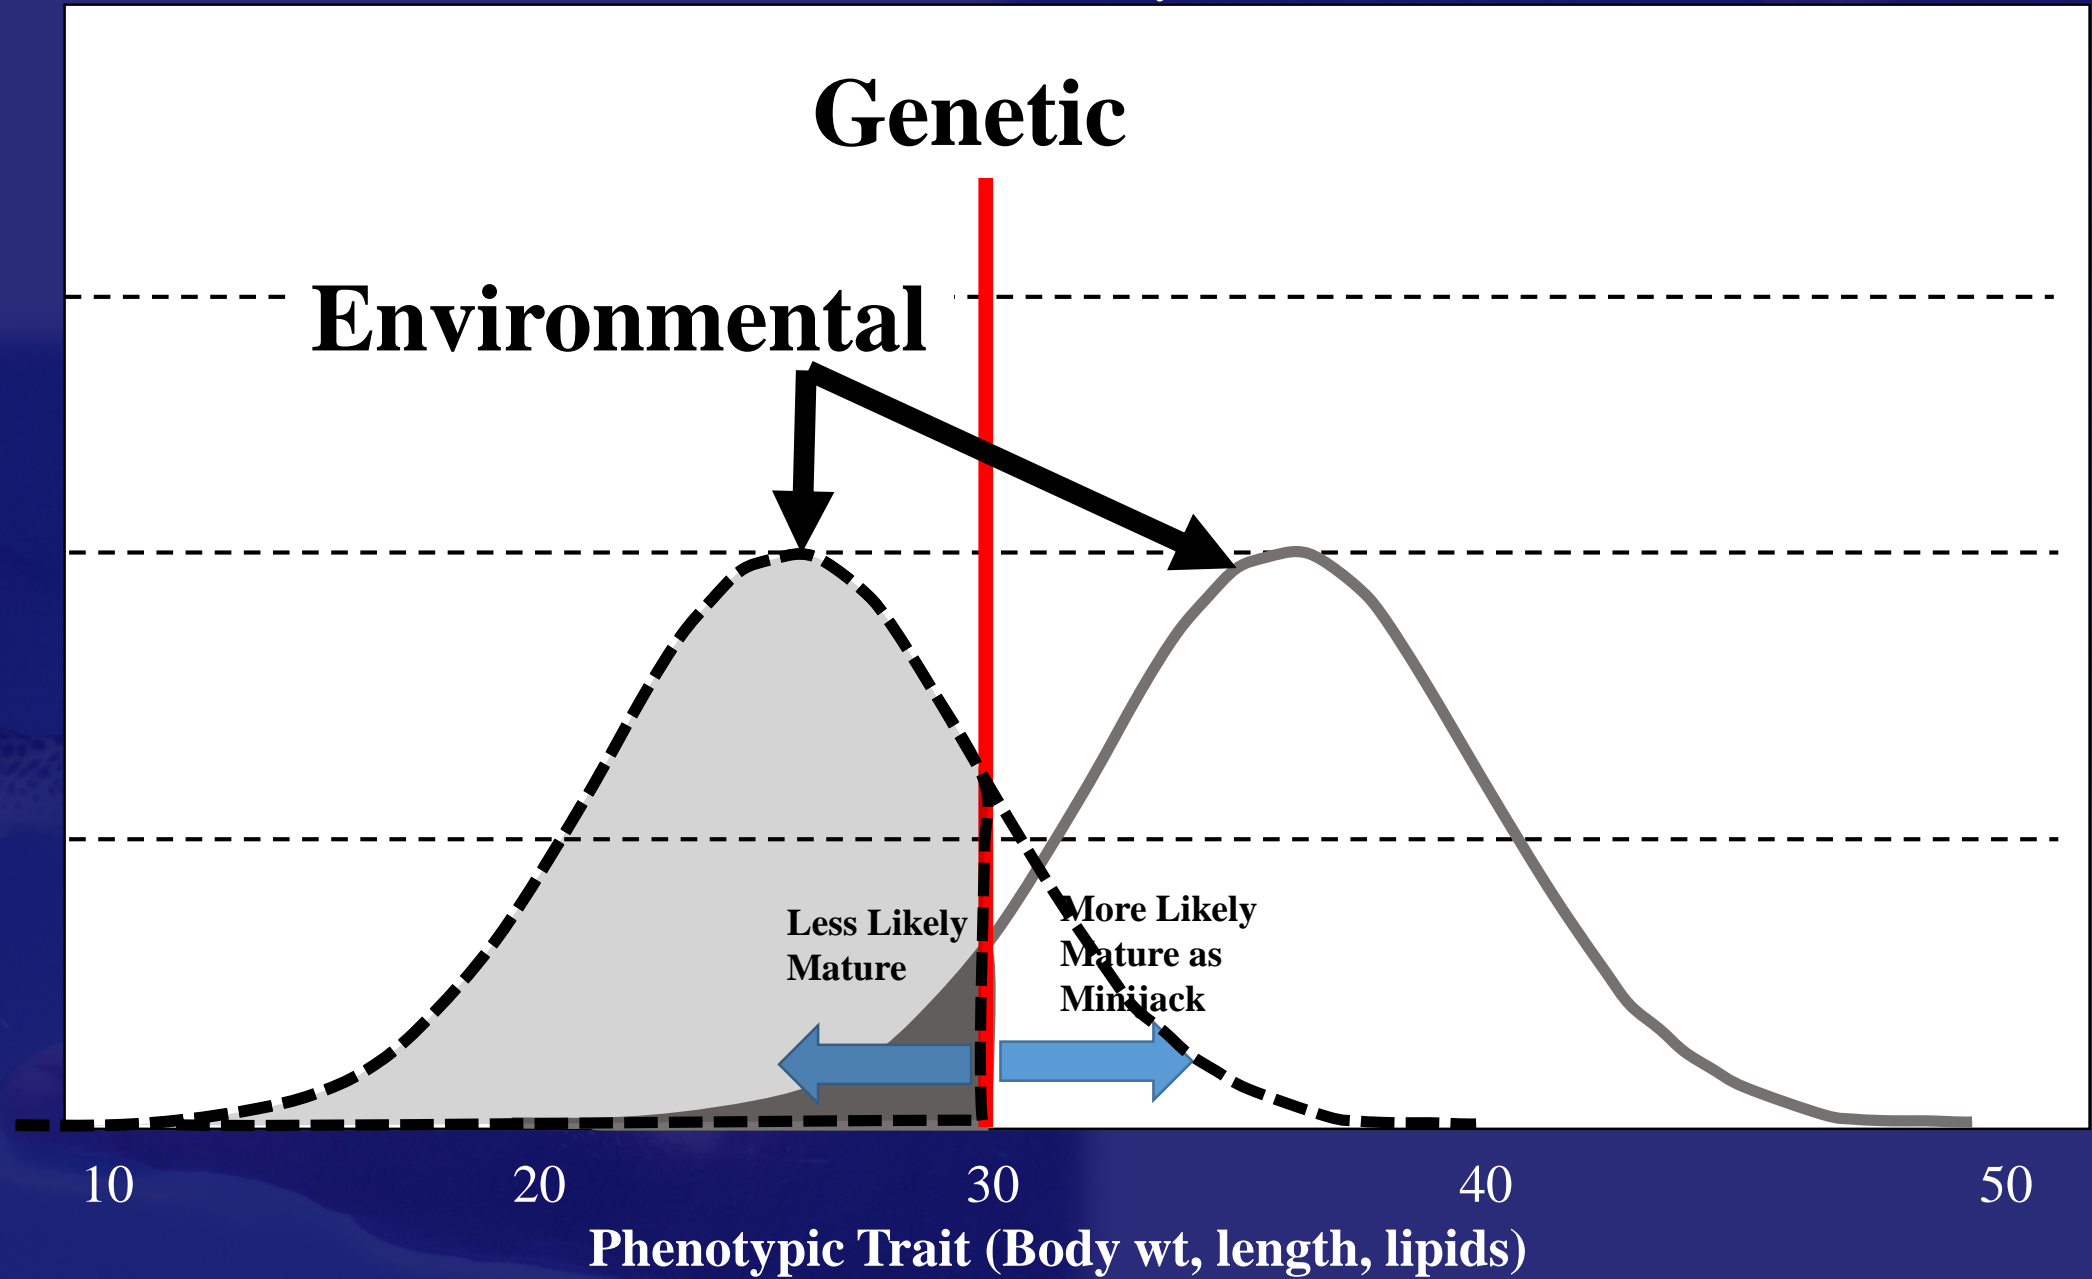 Genetic
Environmental
Less Likely
Mature
More Likely
Mature as
Minijack
10 20 30 40 50
Phenotypic Trait (Body wt, length, lipids)